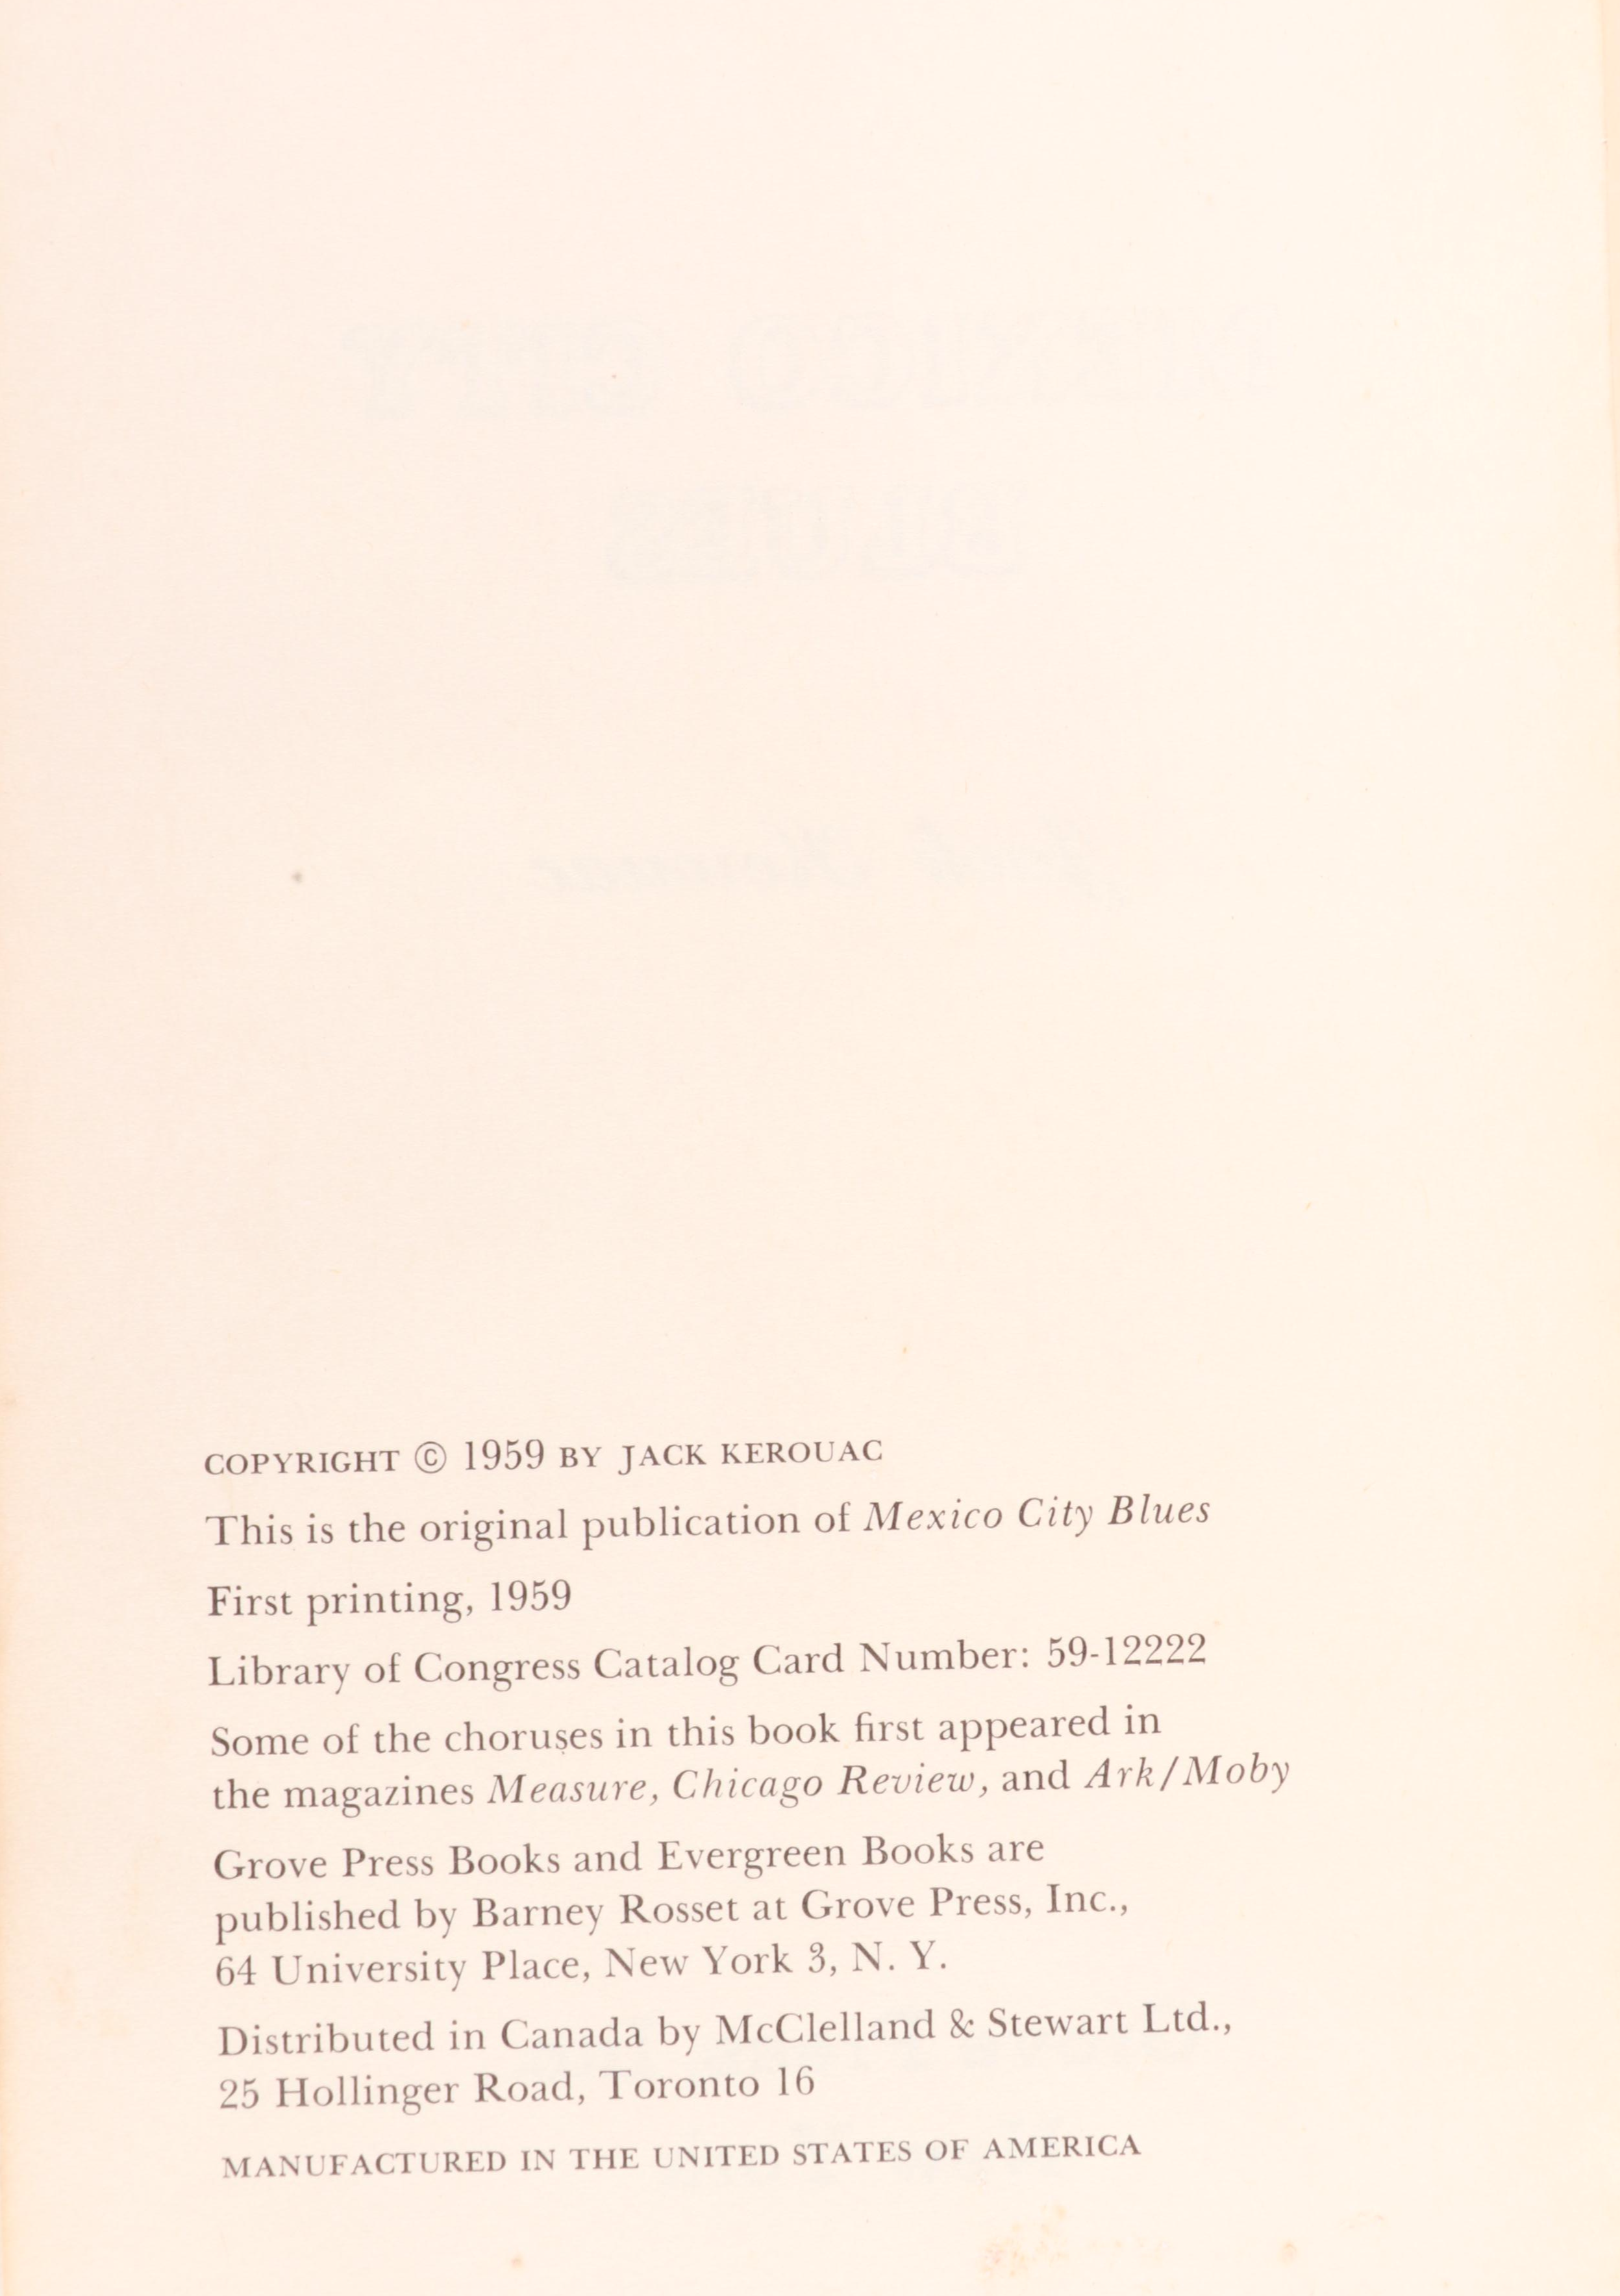 COPYRIGHT © 1959 BY JACK KEROUAC
This is the original publication of Mexico City Blues
First printing, 1959
Library of Congress Catalog Card Number: 59-12222
Some of the choruses in this book first appeared in
the magazines Measure, Chicago Review, and Ark/Moby
Grove Press Books and Evergreen Books are
published by Barney Rosset at Grove Press, Inc.,
64 University Place, New York 3, N. Y.
Distributed in Canada by McClelland & Stewart Ltd.,
25 Hollinger Road, Toronto 16
MANUFACTURED IN THE UNITED STATES OF AMERICA